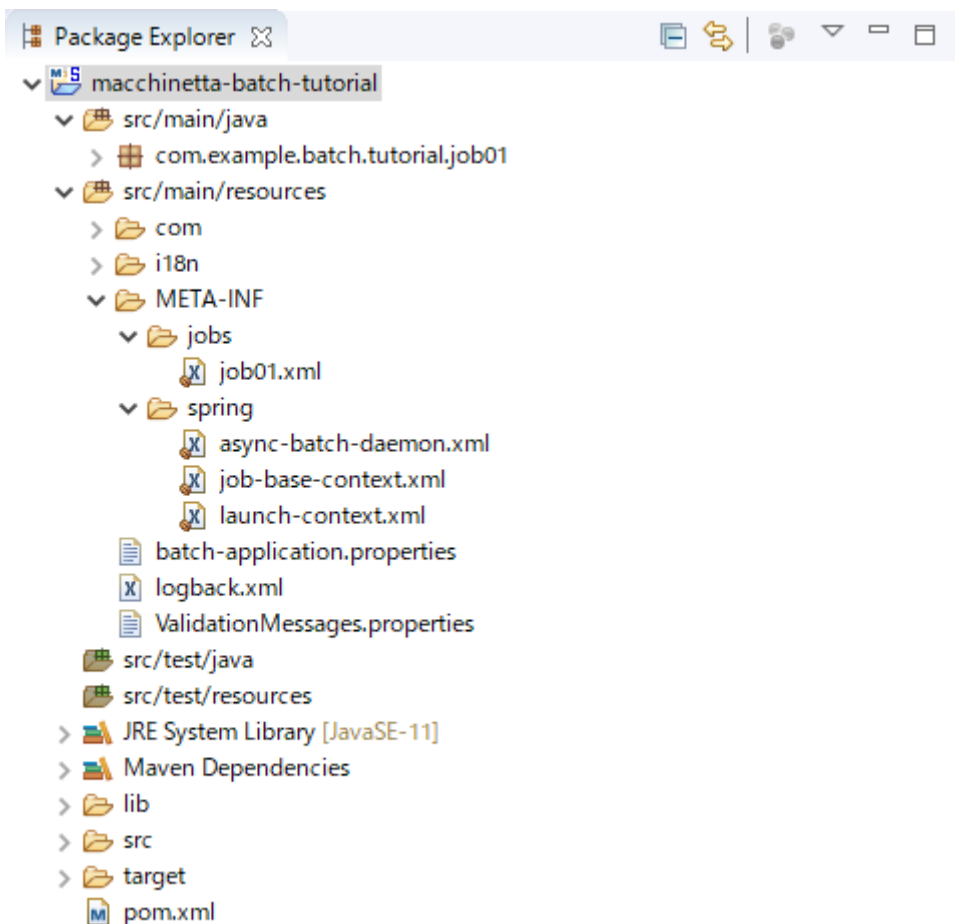 Package Explorer
macchinetta-batch-tutorial
src/main/java
com.example.batch.tutorial.job01
src/main/resources
com
i18n
META-INF
jobs
job01.xml
spring
async-batch-daemon.xml
job-base-context.xml
launch-context.xml
batch-application.properties
logback.xml
ValidationMessages.properties
src/test/java
src/test/resources
JRE System Library [JavaSE-11]
Maven Dependencies
lib
src
target
pom.xml